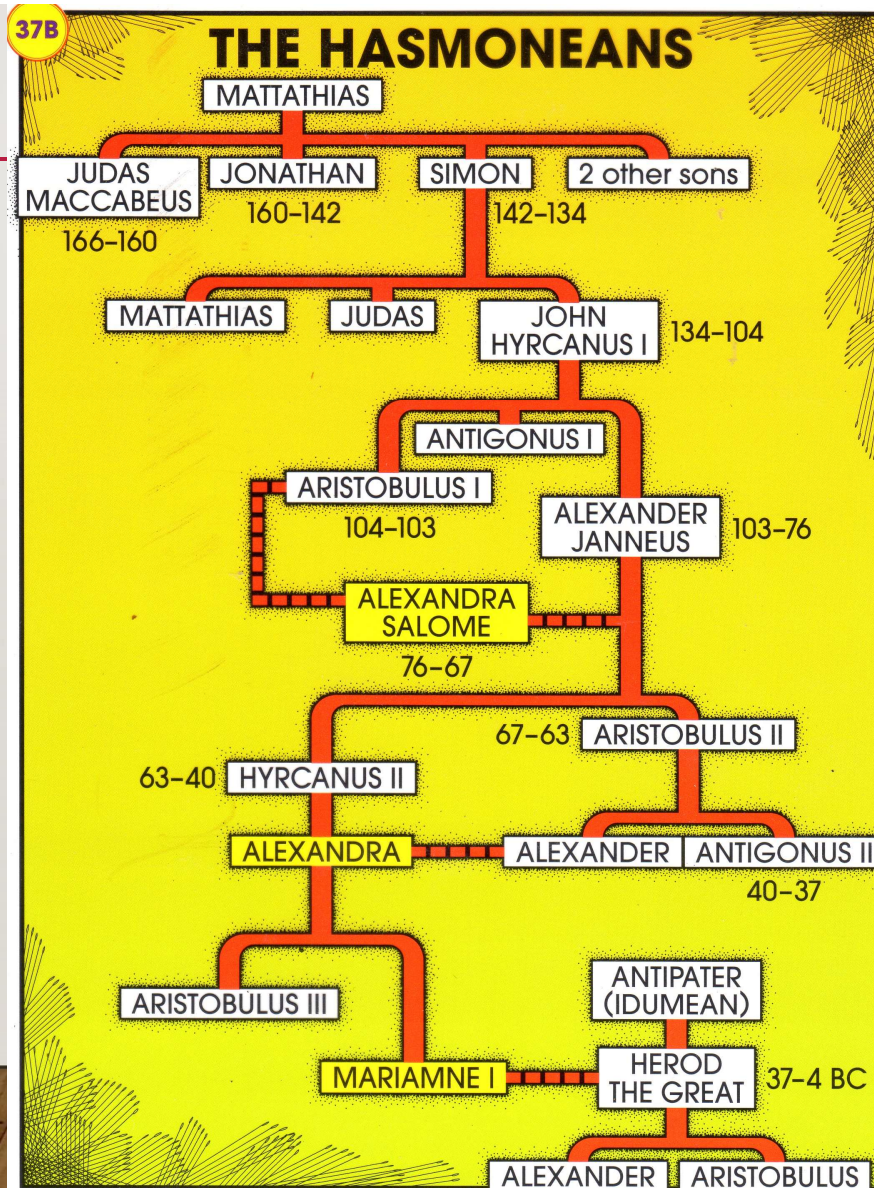 37B
THE HASMONEANS
MATTATHIAS
JUDAS
MACCABEUS
166–160
JONATHAN
160–142
SIMON
142–134
2 other sons
MATTATHIAS
JUDAS
JOHN
HYRCANUS I
134–104
ANTIGONUS I
ARISTOBULUS I
104–103
ALEXANDER
JANNEUS
103–76
ALEXANDRA
SALOME
76–67
67–63
ARISTOBULUS II
63–40
HYRCANUS II
ALEXANDRA
ALEXANDER
ANTIGONUS II
40–37
ARISTOBULUS III
ANTIPATER
(IDUMEAN)
MARIAMNE I
HEROD
THE GREAT
37–4 BC
ALEXANDER
ARISTOBULUS